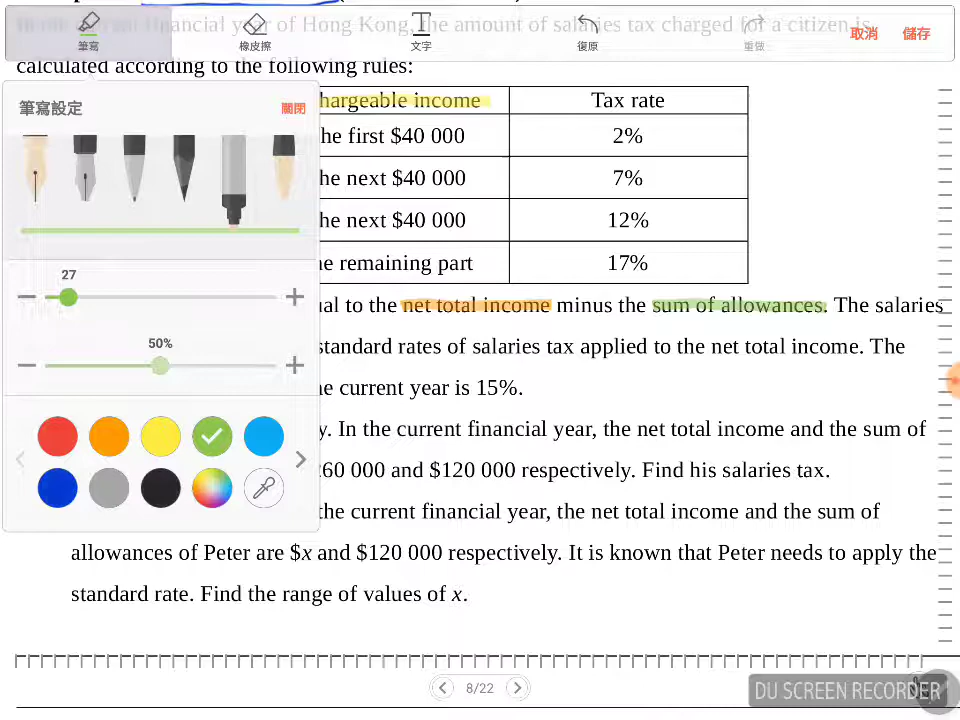 In the current financial year of Hong Kong, the amount of salaries tax charged for a citizen is
筆寫
橡皮擦
文字
復原
重做
取消
儲存
calculated according to the following rules:
筆寫設定
關閉
hargeable income
Tax rate
he first $40 000
2%
he next $40 000
7%
he next $40 000
12%
e remaining part
17%
27
50%
al to the net total income minus the sum of allowances. The salaries
standard rates of salaries tax applied to the net total income. The
e current year is 15%.
y. In the current financial year, the net total income and the sum of
260 000 and $120 000 respectively. Find his salaries tax.
the current financial year, the net total income and the sum of
allowances of Peter are $x and $120 000 respectively. It is known that Peter needs to apply the
standard rate. Find the range of values of x.
8/22
DU SCREEN RECORDER